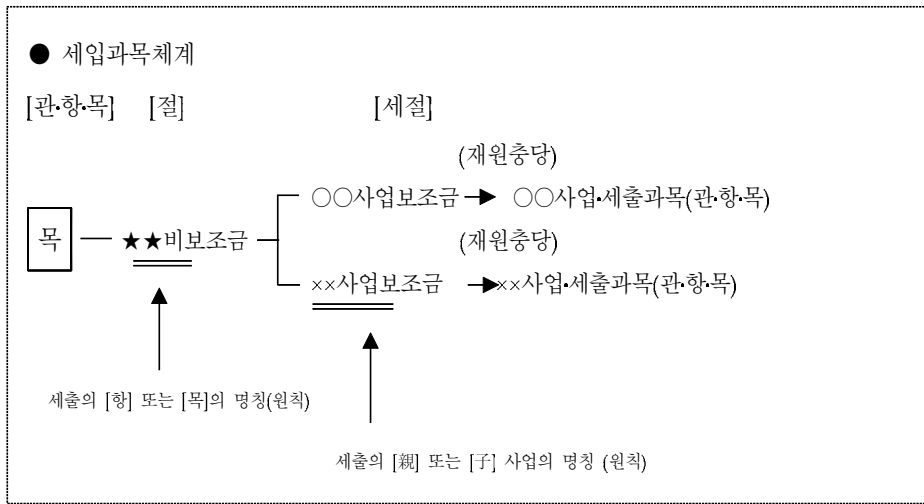 ● 세입과목체계
[관·항·목] [절] [세절]
(재원충당)
○○사업보조금 → ○○사업·세출과목(관·항·목)
목 ★★비보조금 (재원충당)
××사업보조금 → ××사업·세출과목(관·항·목)
세출의 [항] 또는 [목]의 명칭(원칙)
세출의 [親] 또는 [子] 사업의 명칭 (원칙)